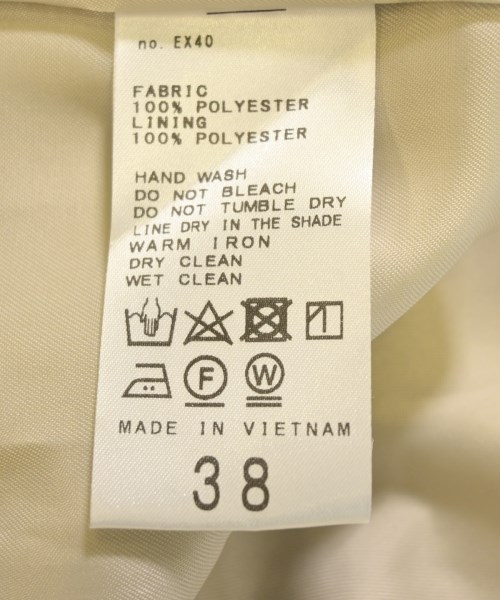 no. EX40
FABRIC
100% POLYESTER
LINING
100% POLYESTER
HAND WASH
DO NOT BLEACH
DO NOT TUMBLE DRY
LINE DRY IN THE SHADE
WARM IRON
DRY CLEAN
WET CLEAN
F W
MADE IN VIETNAM
38